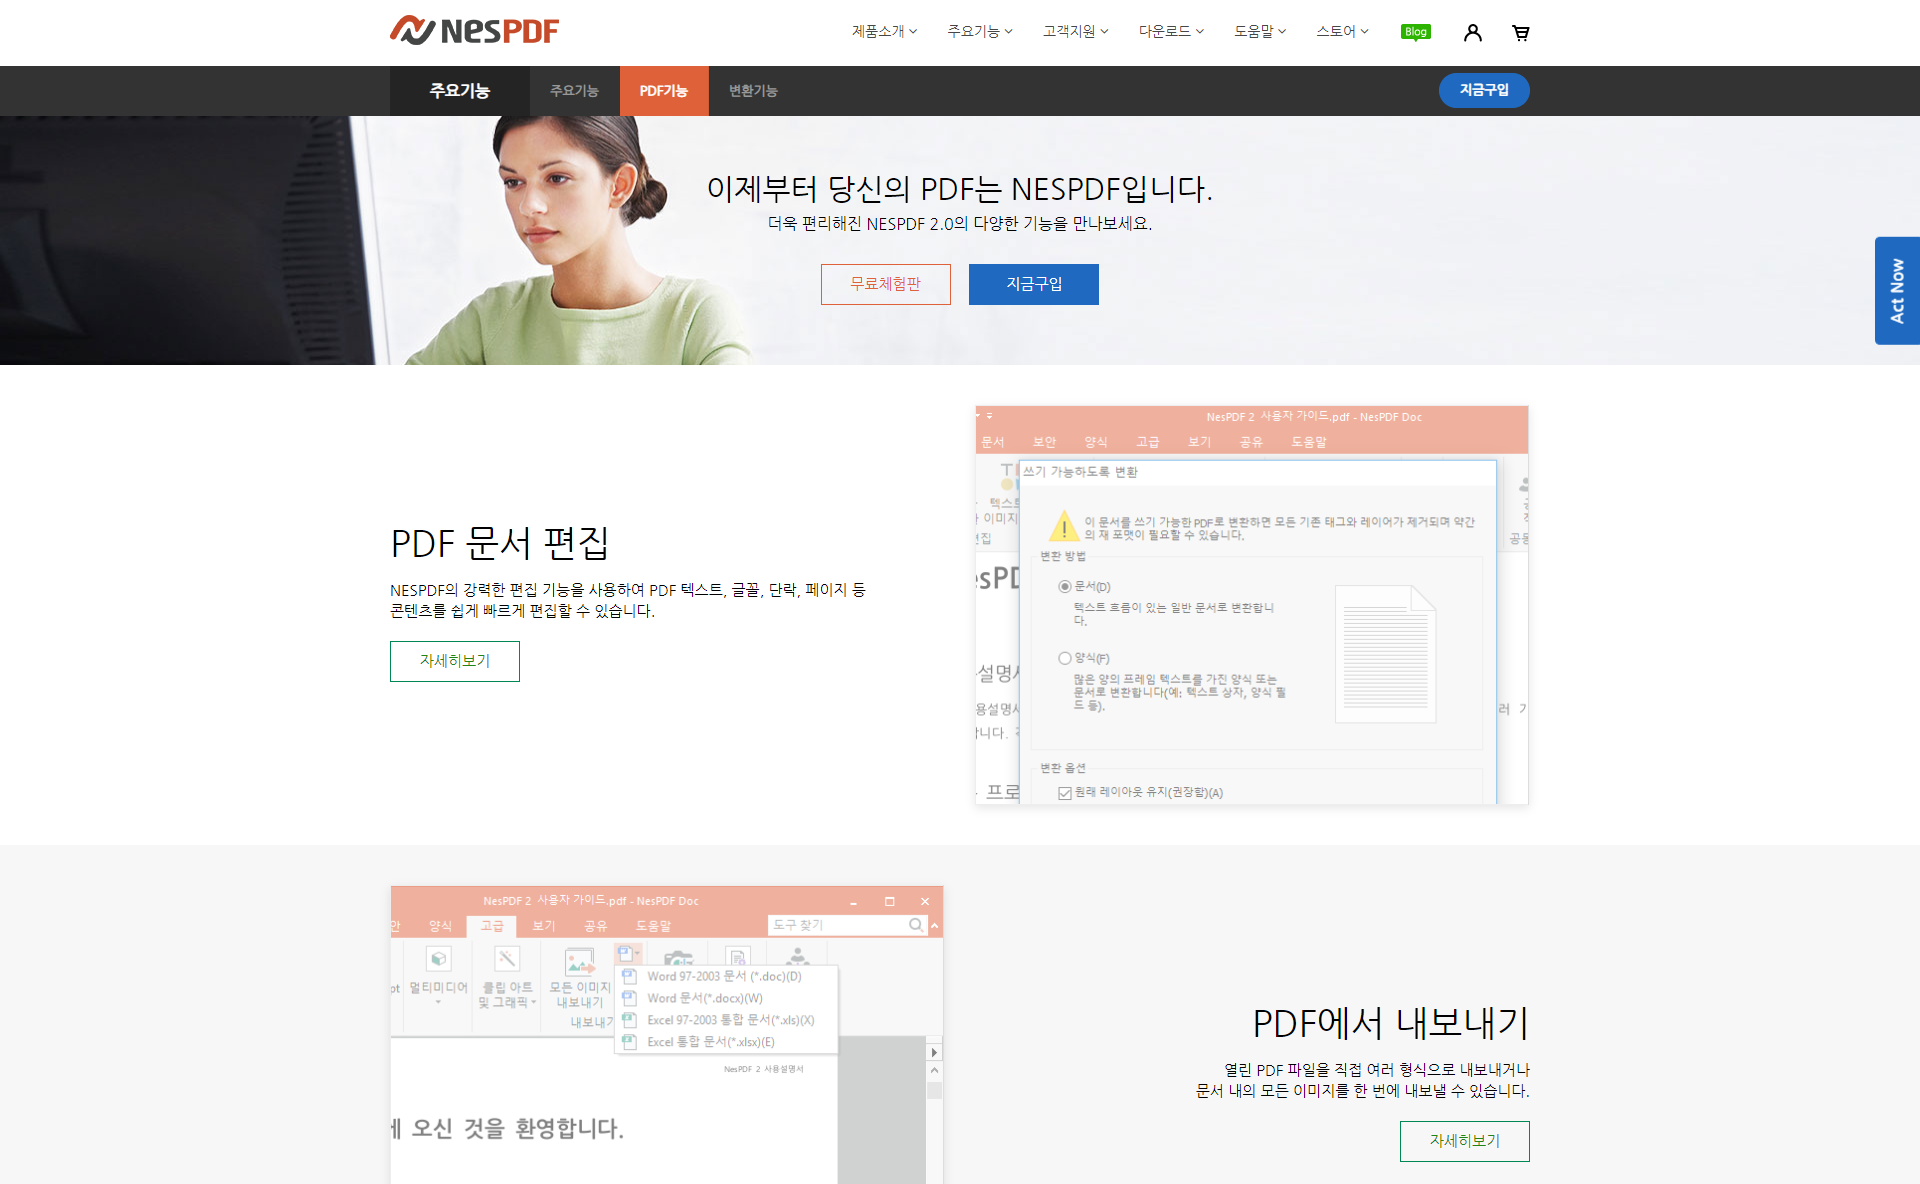 NesPDF
제품소개
주요기능
고객지원
다운로드
도움말
스토어
Blog
주요기능
주요기능
PDF기능
변환기능
지금구입
이제부터 당신의 PDF는 NESPDF입니다.
더욱 편리해진 NESPDF 2.0의 다양한 기능을 만나보세요.
무료체험판
지금구입
Act Now
PDF 문서 편집
NESPDF의 강력한 편집 기능을 사용하여 PDF 텍스트, 글꼴, 단락, 페이지 등
콘텐츠를 쉽게 빠르게 편집할 수 있습니다.
자세히보기
NesPDF 2 사용자 가이드.pdf - NesPDF Doc
문서 보안 양식 고급 보기 공유 도움말
쓰기 가능하도록 변환
이 문서를 쓰기 가능한 PDF로 변환하면 모든 기존 태그와 레이어가 제거되며 약간
의 재 포맷이 필요할 수 있습니다.
변환 방법
문서(D)
텍스트 흐름이 있는 일반 문서로 변환합니
다.
양식(F)
많은 양의 프레임 텍스트를 가진 양식 또는
문서로 변환합니다(예: 텍스트 상자, 양식 필
드 등).
변환 옵션
원래 레이아웃 유지(권장함)(A)
NesPDF 2 사용자 가이드.pdf - NesPDF Doc
안 양식 고급 보기 공유 도움말
도구 찾기
멀티미디어
클립 아트
및 그래픽
모든 이미지
내보내기
내보내기
Word 97-2003 문서 (*.doc)(D)
Word 문서(*.docx)(W)
Excel 97-2003 통합 문서(*.xls)(X)
Excel 통합 문서(*.xlsx)(E)
NesPDF 2 사용설명서
에 오신 것을 환영합니다.
PDF에서 내보내기
열린 PDF 파일을 직접 여러 형식으로 내보내거나
문서 내의 모든 이미지를 한 번에 내보낼 수 있습니다.
자세히보기